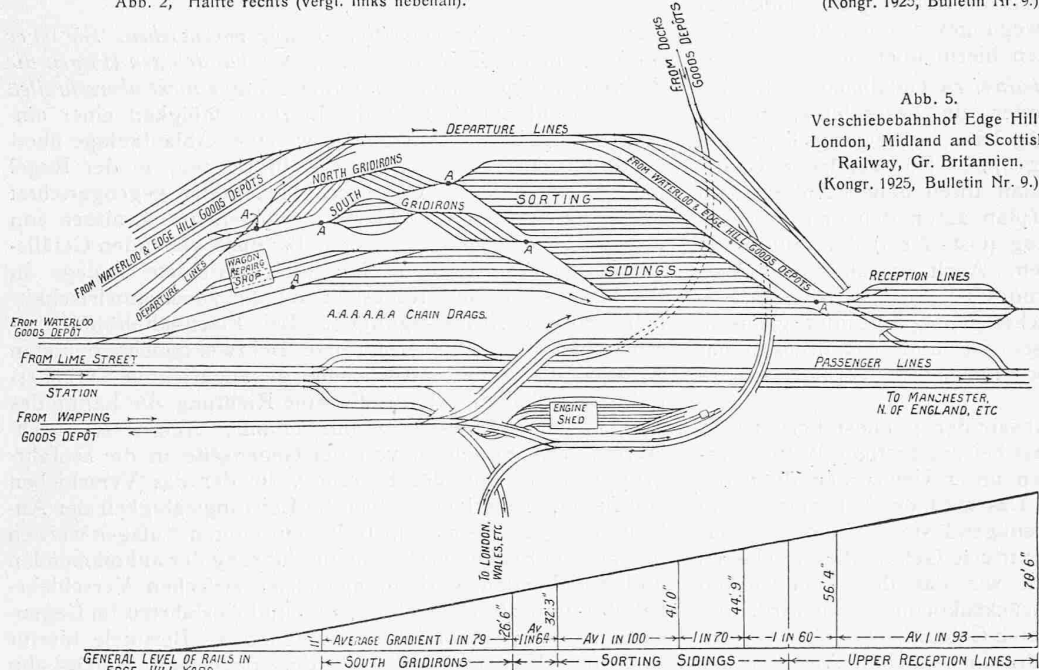 Abb. 2, Hälfte rechts (vergl. links nebenan).
(Kongr. 1925, Bulletin Nr. 9.)
Abb. 5.
Verschiebebahnhof Edge Hill
London, Midland and Scottish
Railway, Gr. Britannien.
(Kongr. 1925, Bulletin Nr. 9.)
FROM DOCKS
GOODS DEPOTS
DEPARTURE LINES
FROM WATERLOO & EDGE HILL GOODS DEPOTS
NORTH GRIDIRONS
SOUTH GRIDIRONS
SORTING
SIDINGS
FROM WATERLOO & EDGE HILL GOODS DEPOTS
A
A
A
A
A
A
WAGON
REPAIRING
SHOP
DEPARTURE LINES
RECEPTION LINES
A.A.A.A.A.A CHAIN DRAGS.
FROM WATERLOO
GOODS DEPÔT
FROM LIME STREET
STATION
PASSENGER LINES
TO MANCHESTER,
N. OF ENGLAND, ETC
FROM WAPPING
GOODS DEPÔT
ENGINE
SHED
TO LONDON,
WALES, ETC
1'
26'6"
32'3"
41'0"
44'9"
56'4"
70'6"
AVERAGE GRADIENT 1 IN 79
AV 1 IN 64
AV 1 IN 100
1 IN 70
1 IN 60
AV 1 IN 93
GENERAL LEVEL OF RAILS IN
EDGE HILL YARD
SOUTH GRIDIRONS
SORTING SIDINGS
UPPER RECEPTION LINES